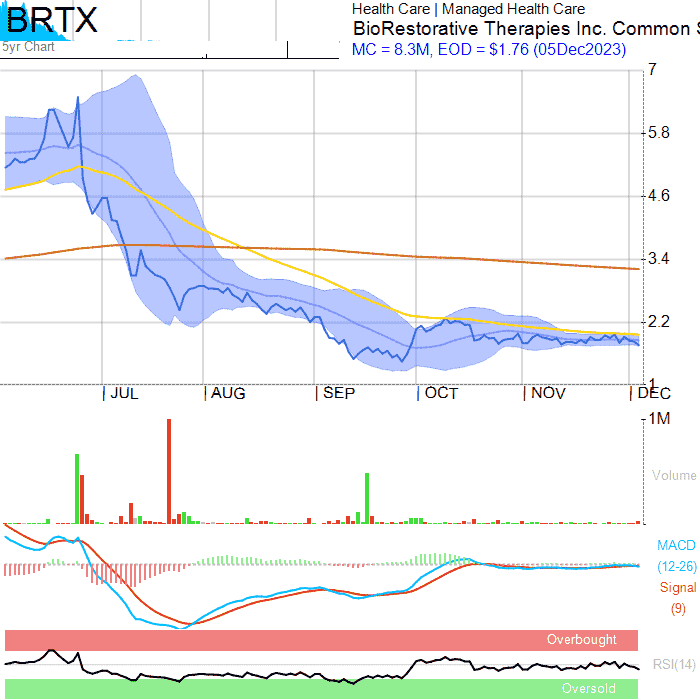 BRTX
Health Care | Managed Health Care
BioRestorative Therapies Inc. Common S
5yr Chart
MC = 8.3M, EOD = $1.76 (05Dec2023)
7
5.8
4.6
3.4
2.2
1
JUL
AUG
SEP
OCT
NOV
DEC
1M
Volume
MACD
(12-26)
Signal
(9)
Overbought
RSI(14)
Oversold